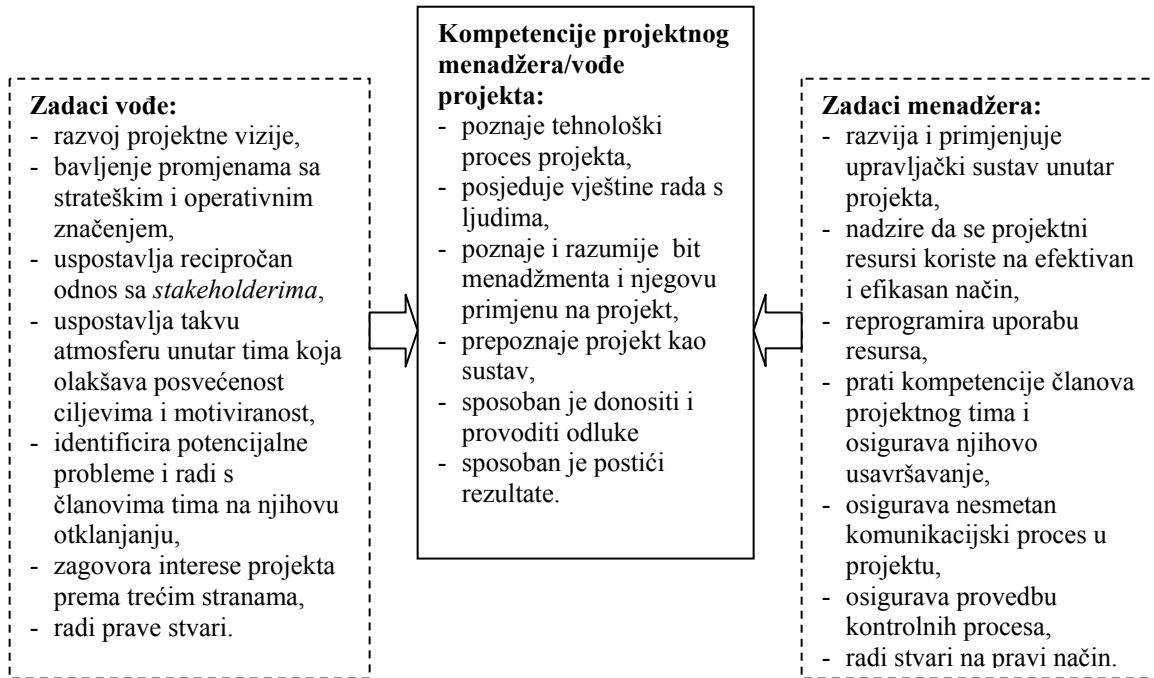 Zadaci vođe:
- razvoj projektne vizije,
- bavljenje promjenama sa
strateškim i operativnim
značenjem,
- uspostavlja recipročan
odnos sa stakeholderima,
- uspostavlja takvu
atmosferu unutar tima koja
olakšava posvećenost
ciljevima i motiviranost,
- identificira potencijalne
probleme i radi s
članovima tima na njihovu
otklanjanju,
- zagovora interese projekta
prema trećim stranama,
- radi prave stvari.
Kompetencije projektnog
menadžera/vođe
projekta:
- poznaje tehnološki
proces projekta,
- posjeduje vještine rada s
ljudima,
- poznaje i razumije bit
menadžmenta i njegovu
primjenu na projekt,
- prepoznaje projekt kao
sustav,
- sposoban je donositi i
provoditi odluke
- sposoban je postići
rezultate.
Zadaci menadžera:
- razvija i primjenjuje
upravljački sustav unutar
projekta,
- nadzire da se projektni
resursi koriste na efektivan
i efikasan način,
- reprogramira uporabu
resursa,
- prati kompetencije članova
projektnog tima i
osigurava njihovo
usavršavanje,
- osigurava nesmetan
komunikacijski proces u
projektu,
- osigurava provedbu
kontrolnih procesa,
- radi stvari na pravi način.